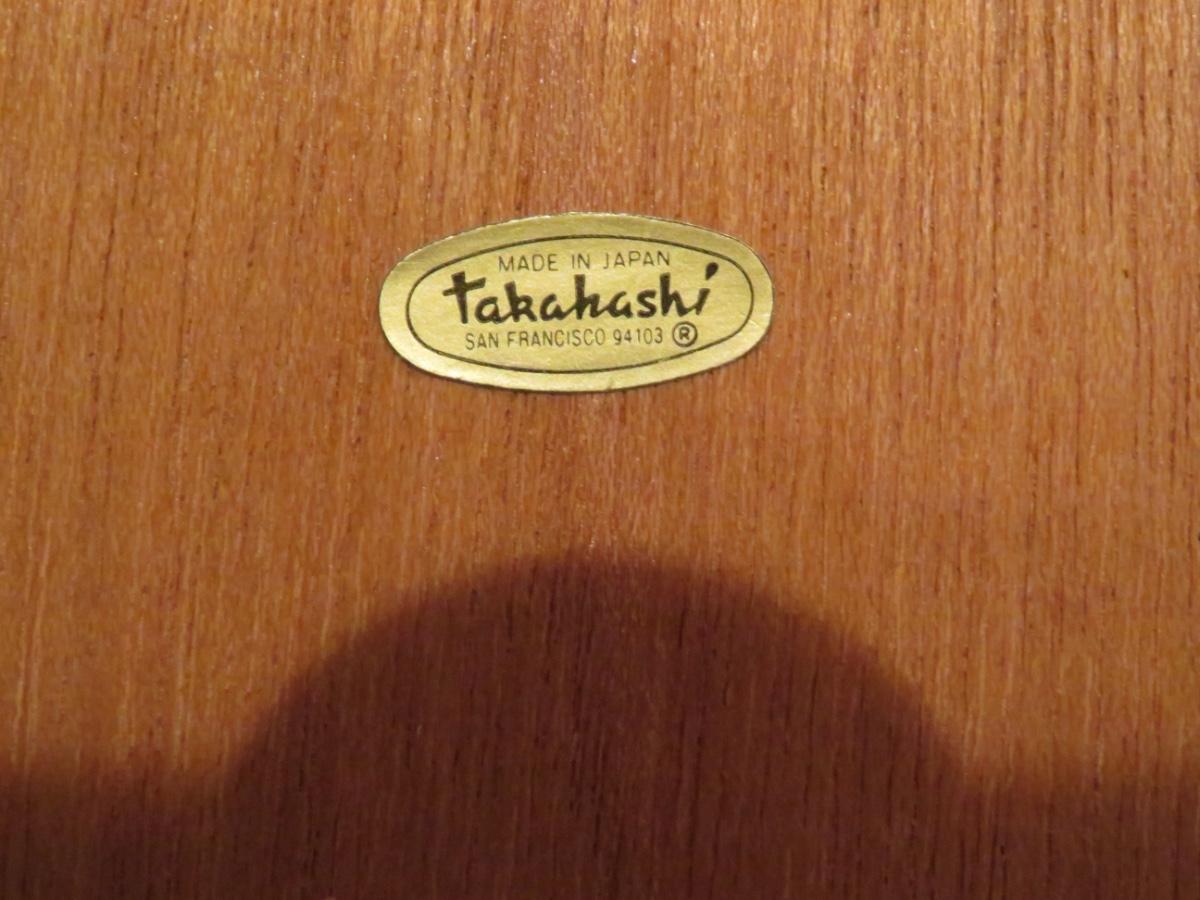 MADE IN JAPAN
Takahashi
SAN FRANCISCO 94103 ®